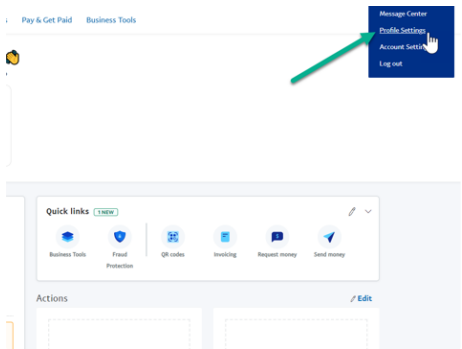 Pay & Get Paid Business Tools
Message Center
Profile Settings
Account Settin
Log out
Quick links 1 NEW
Business Tools
Fraud Protection
QR codes
Invoicing
Request money
Send money
Actions
Edit